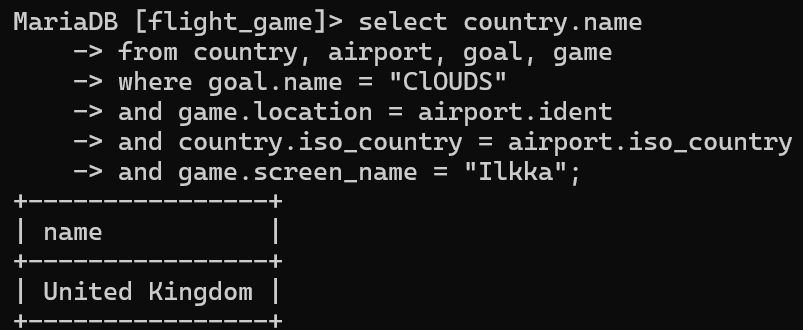 MariaDB [flight_game]> select country.name
    -> from country, airport, goal, game
    -> where goal.name = "ClOUDS"
    -> and game.location = airport.ident
    -> and country.iso_country = airport.iso_country
    -> and game.screen_name = "Ilkka";
+----------------+
| name           |
+----------------+
| United Kingdom |
+----------------+